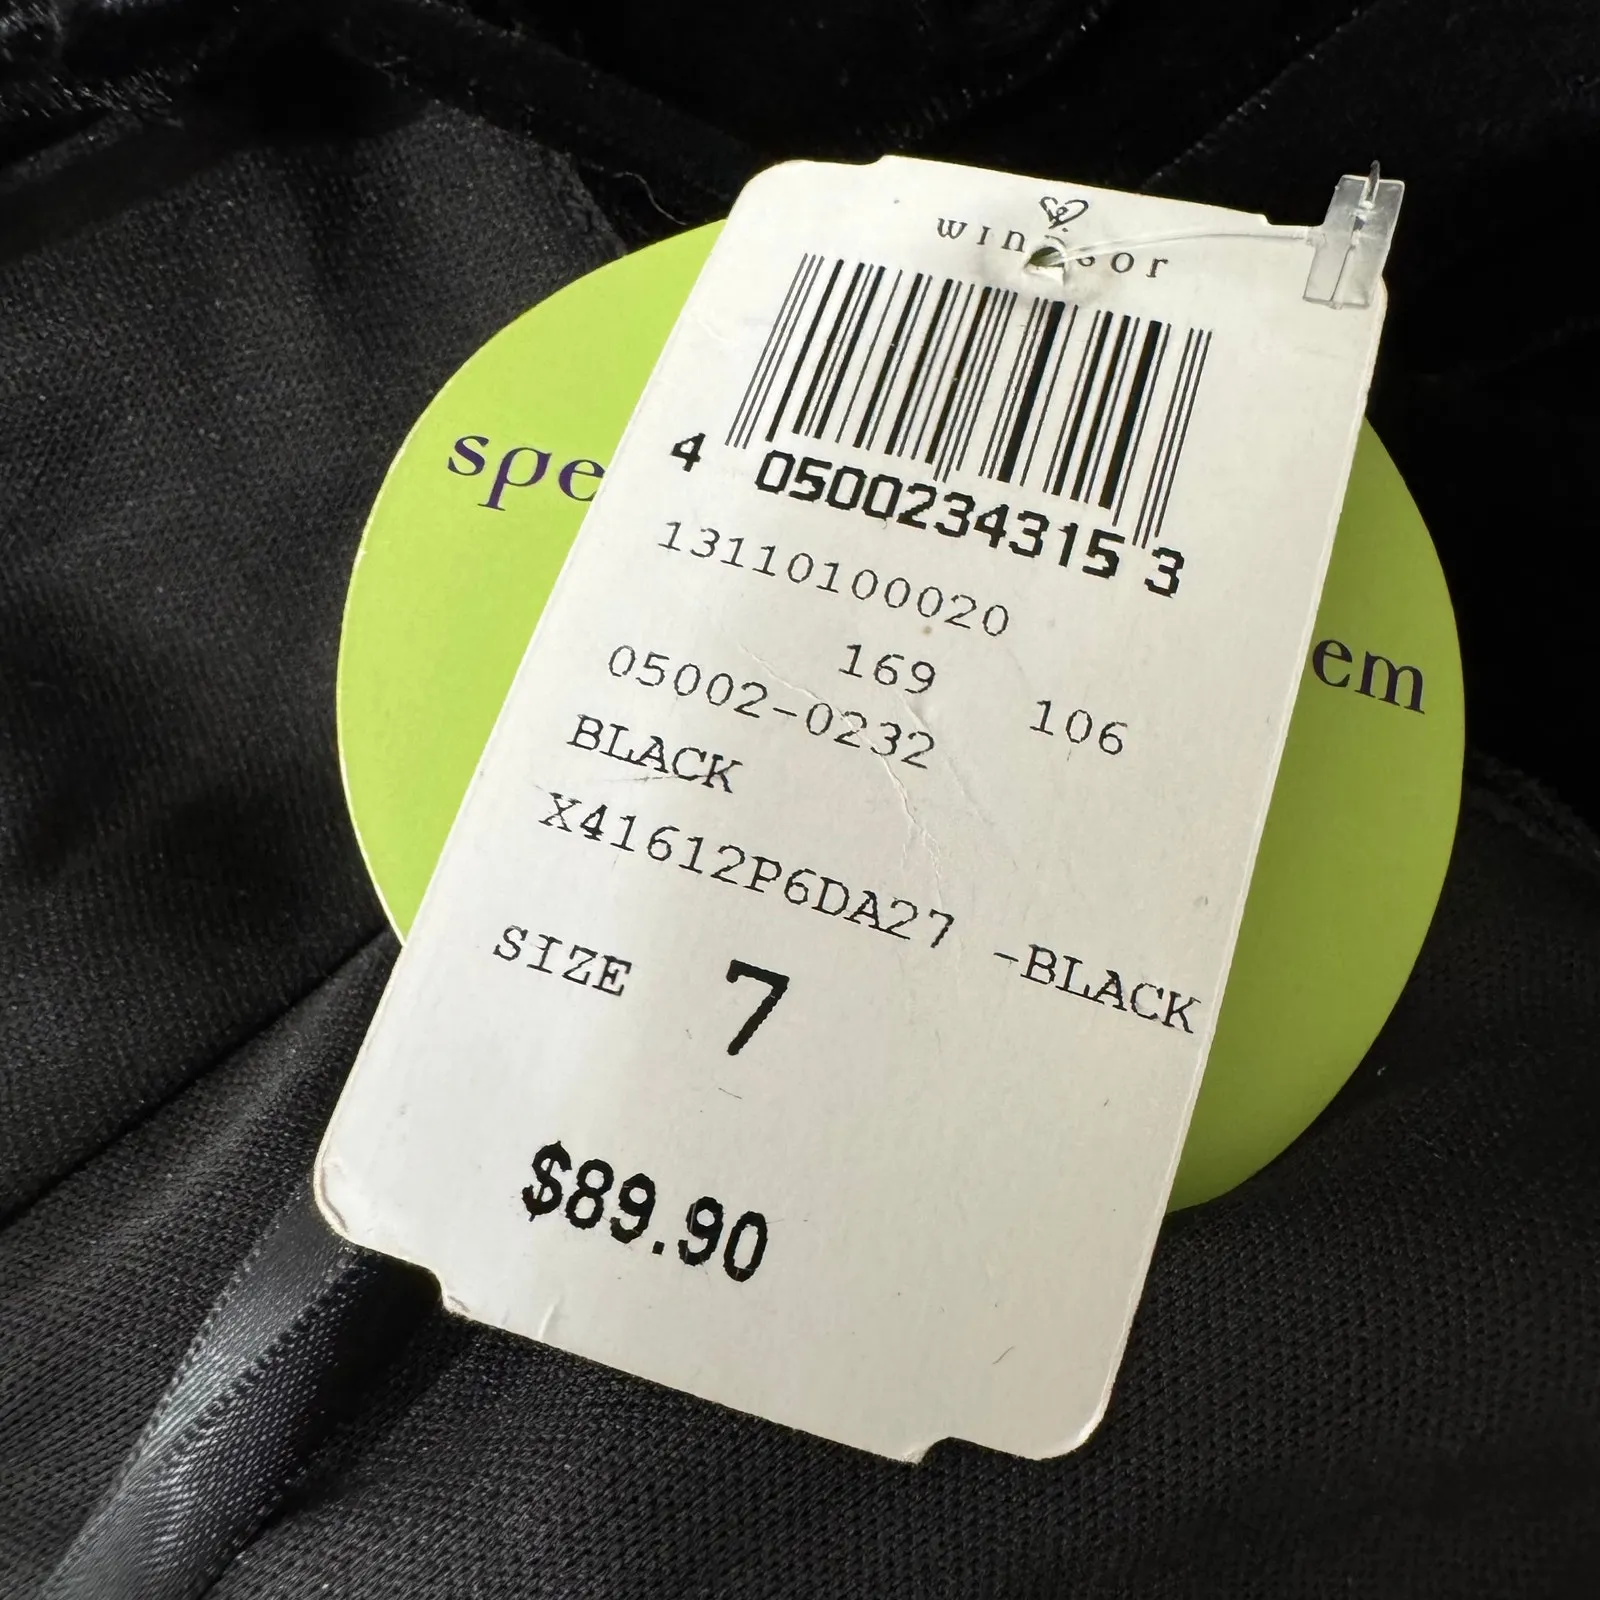 windsor
4 0500234315 3
13110100020
169 106
05002-0232
BLACK
X41612P6DA27 -BLACK
SIZE 7
$89.90
spe
em